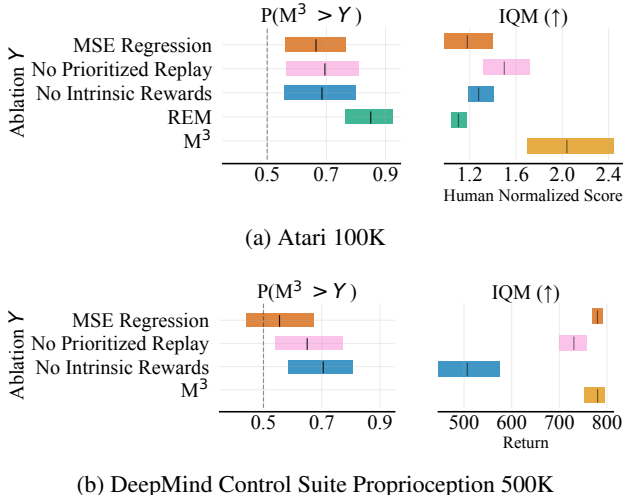 P(M³ > Y) IQM (↑)
Ablation Y
MSE Regression
No Prioritized Replay
No Intrinsic Rewards
REM
M³
0.5 0.7 0.9 1.2 1.6 2.0 2.4
Human Normalized Score
(a) Atari 100K
P(M³ > Y) IQM (↑)
Ablation Y
MSE Regression
No Prioritized Replay
No Intrinsic Rewards
M³
0.5 0.7 0.9 500 600 700 800
Return
(b) DeepMind Control Suite Proprioception 500K